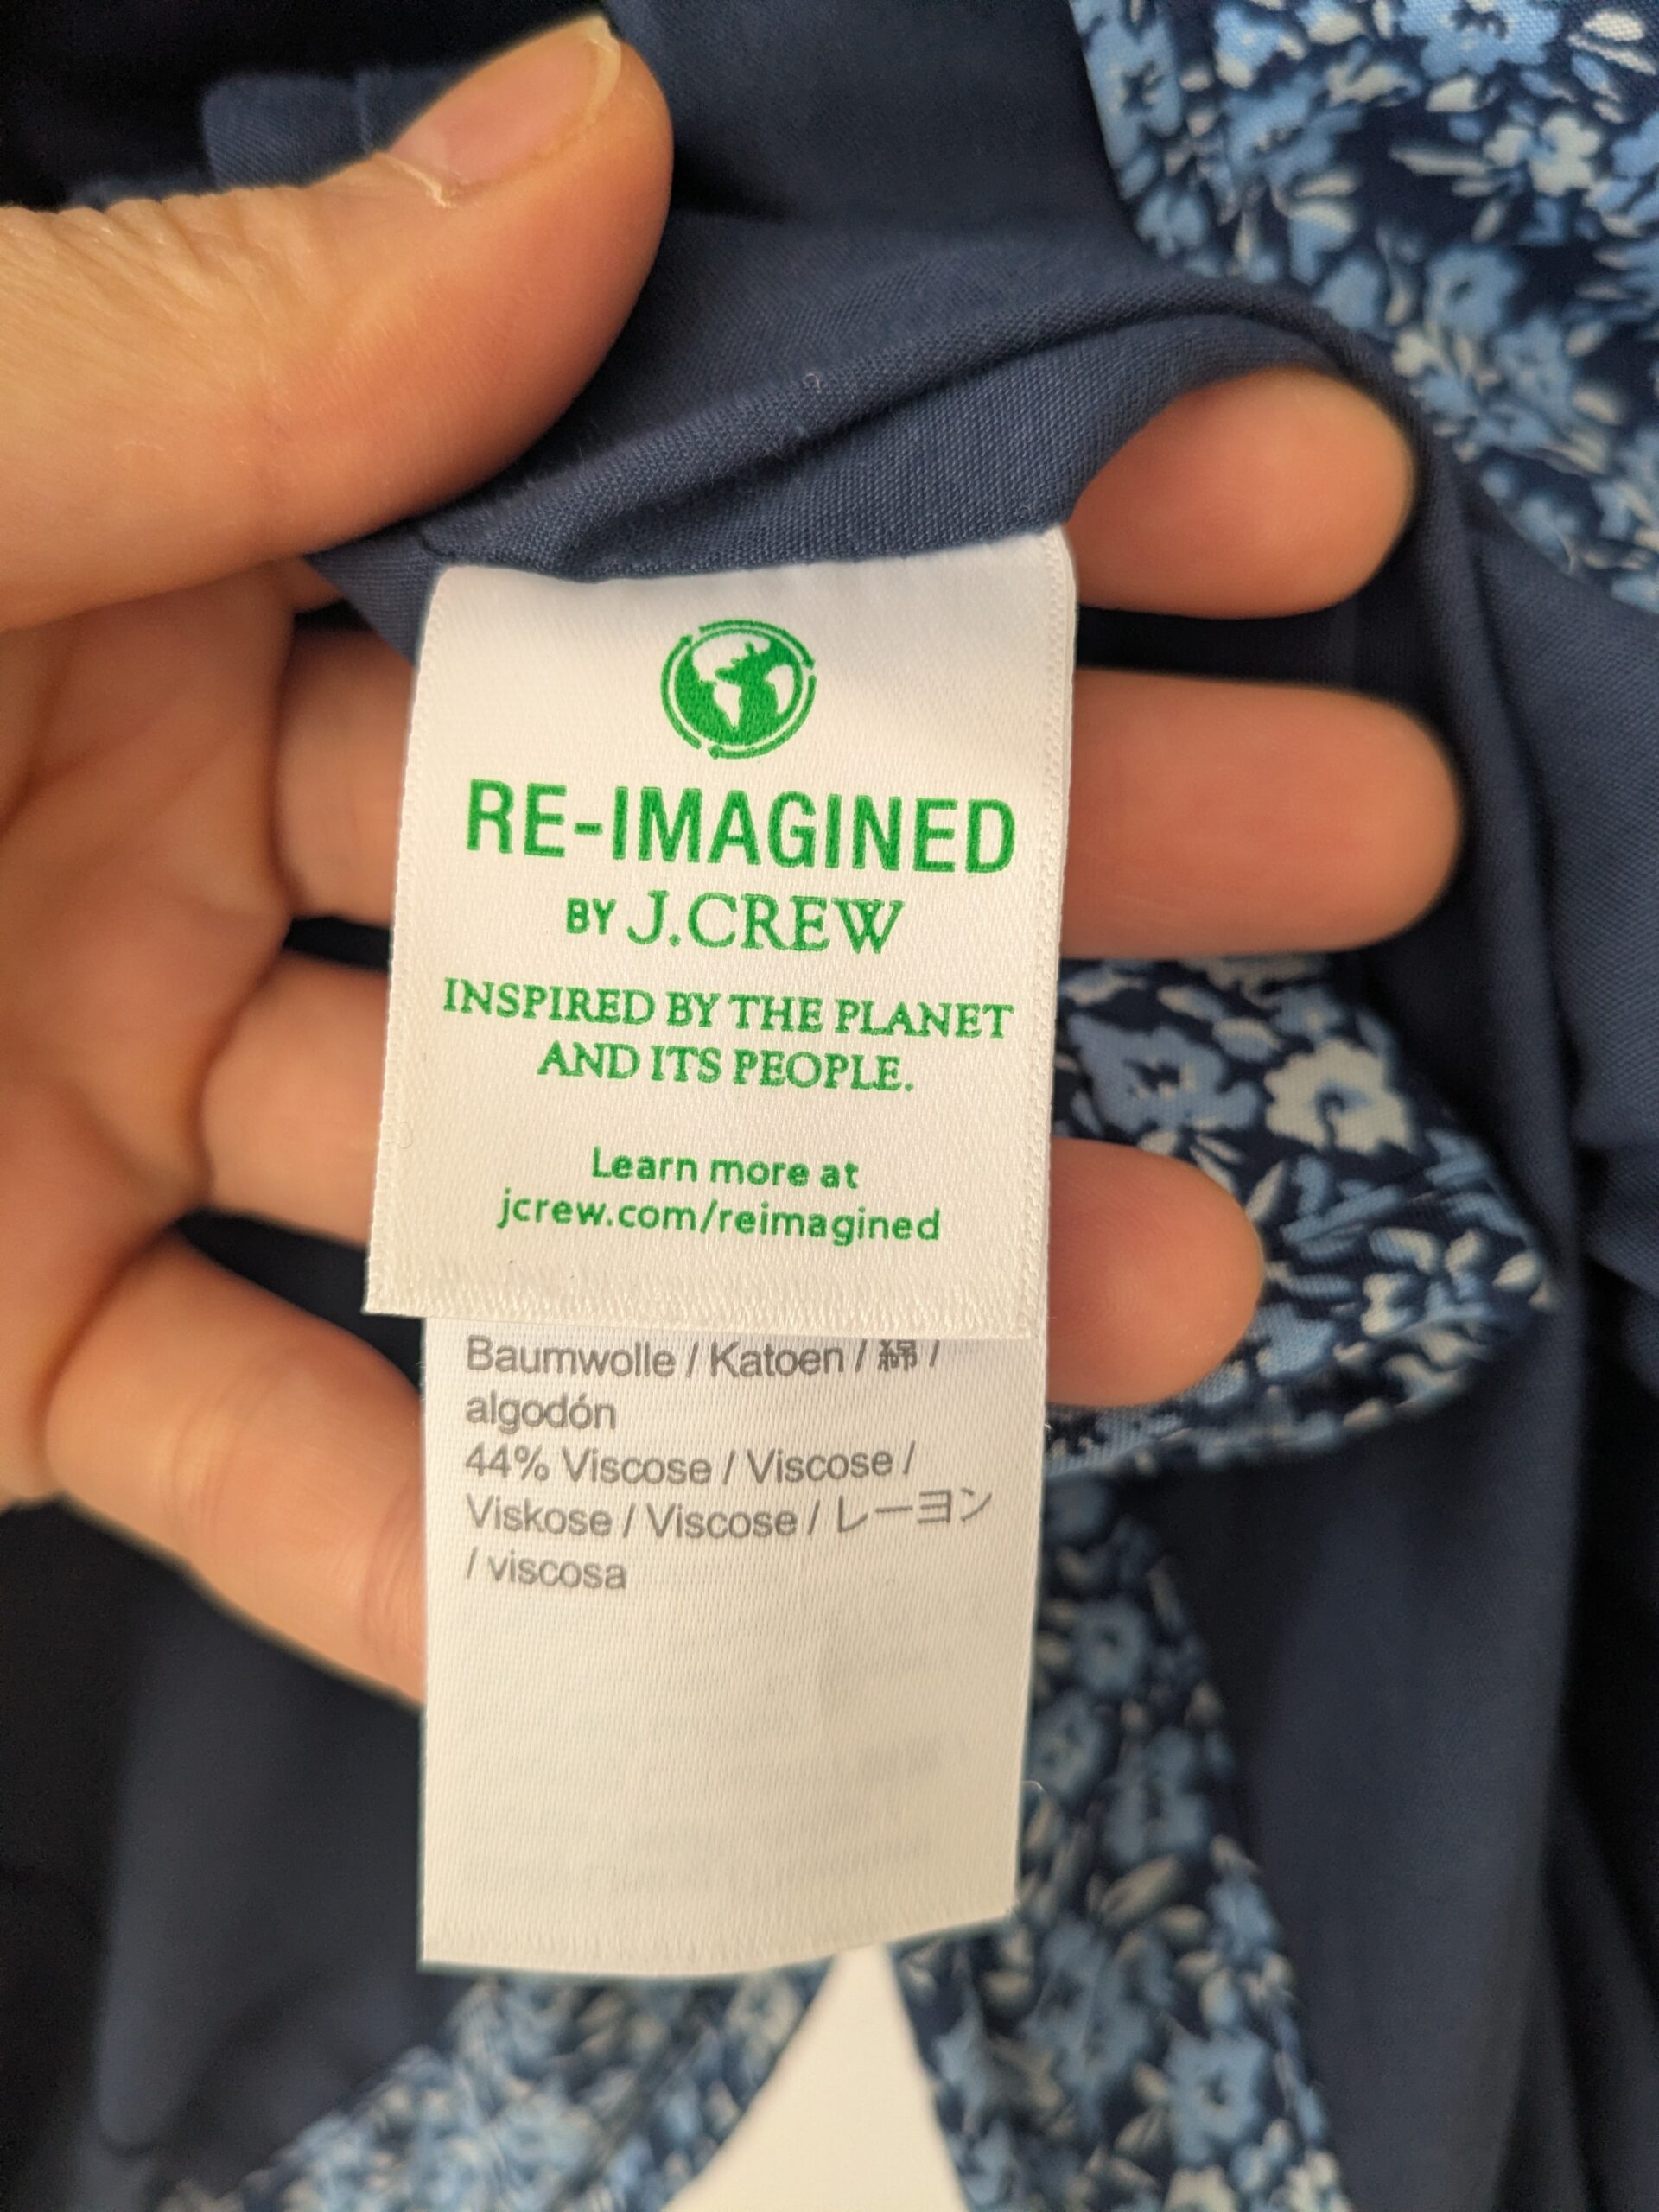 RE-IMAGINED
BY J.CREW
INSPIRED BY THE PLANET
AND ITS PEOPLE.
Learn more at
jcrew.com/reimagined
Baumwolle / Katoen / 綿 /
algodón
44% Viscose / Viscose /
Viskose / Viscose / レーヨン
/ viscosa